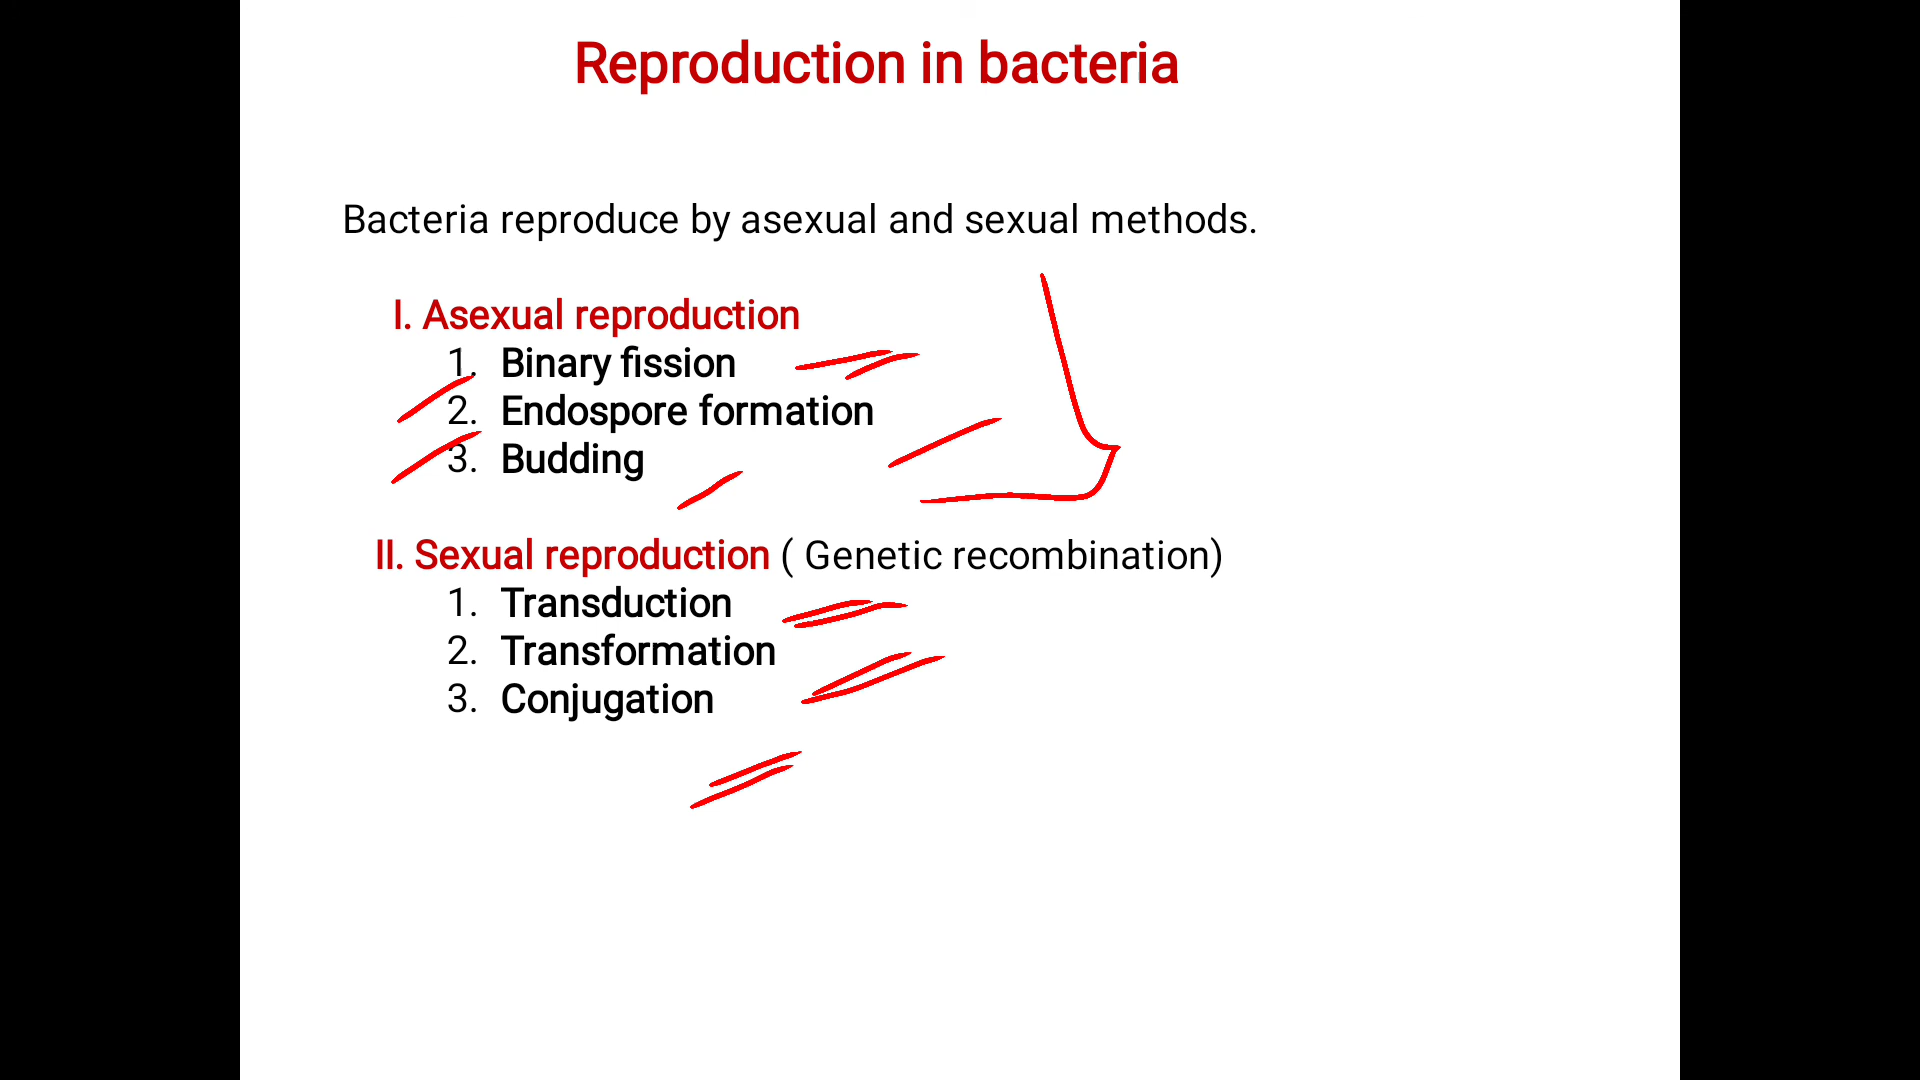 Reproduction in bacteria
Bacteria reproduce by asexual and sexual methods.
I. Asexual reproduction
1. Binary fission
2. Endospore formation
3. Budding
II. Sexual reproduction ( Genetic recombination)
1. Transduction
2. Transformation
3. Conjugation